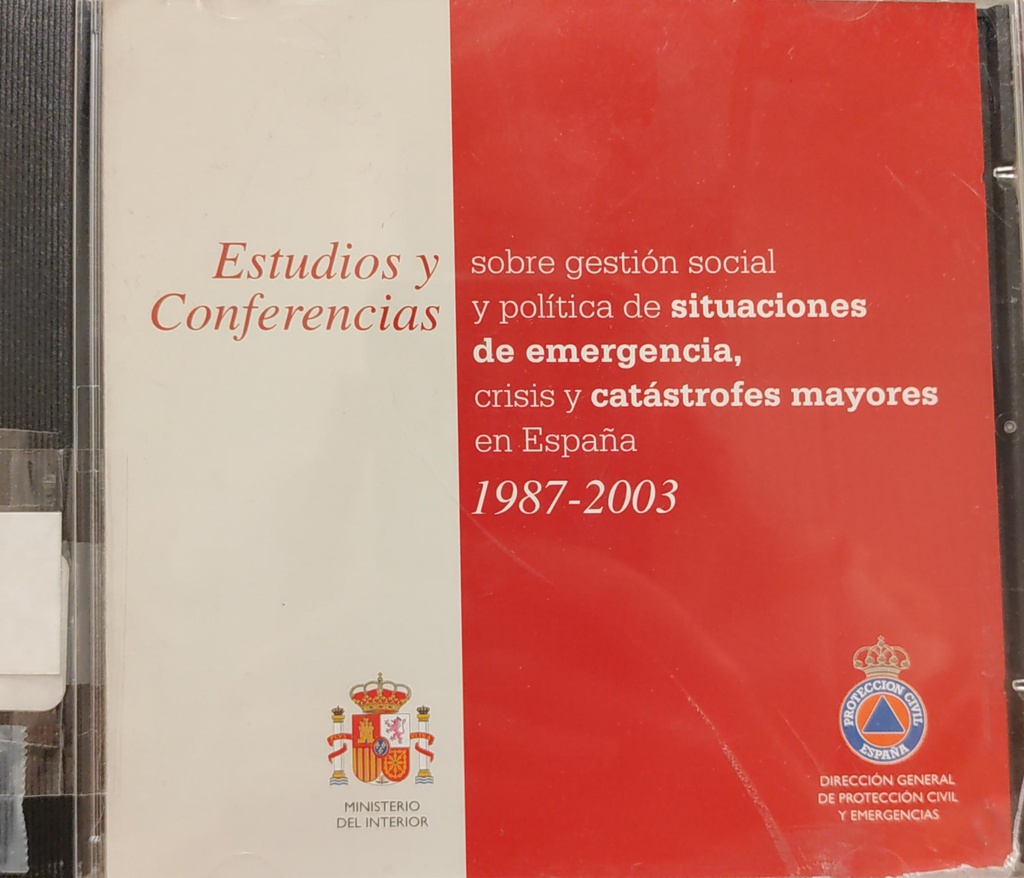 Estudios y
Conferencias
sobre gestión social
y política de situaciones
de emergencia,
crisis y catástrofes mayores
en España
1987-2003
MINISTERIO
DEL INTERIOR
PROTECCION CIVIL
ESPAÑA
DIRECCIÓN GENERAL
DE PROTECCIÓN CIVIL
Y EMERGENCIAS